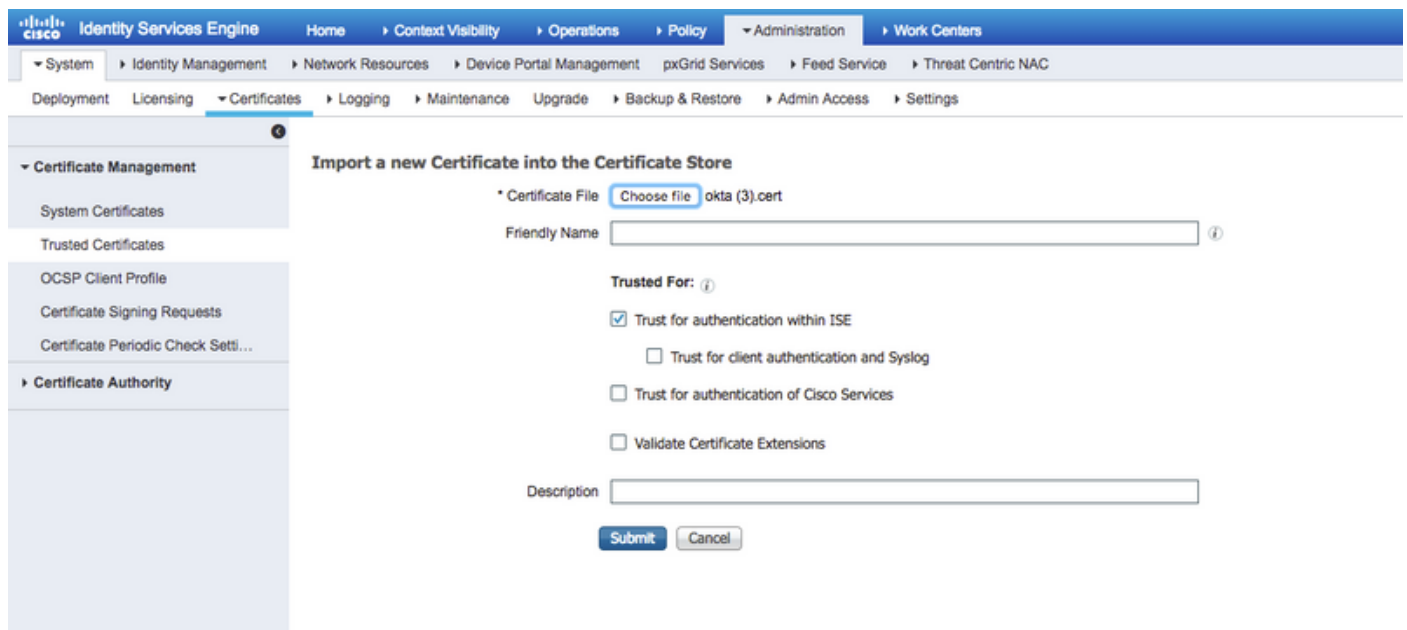 cisco Identity Services Engine Home Context Visibility Operations Policy Administration Work Centers
System Identity Management Network Resources Device Portal Management pxGrid Services Feed Service Threat Centric NAC
Deployment Licensing Certificates Logging Maintenance Upgrade Backup & Restore Admin Access Settings
Certificate Management
System Certificates
Trusted Certificates
OCSP Client Profile
Certificate Signing Requests
Certificate Periodic Check Setti...
Certificate Authority
Import a new Certificate into the Certificate Store
* Certificate File Choose file okta (3).cert
Friendly Name
Trusted For:
Trust for authentication within ISE
Trust for client authentication and Syslog
Trust for authentication of Cisco Services
Validate Certificate Extensions
Description
Submit Cancel